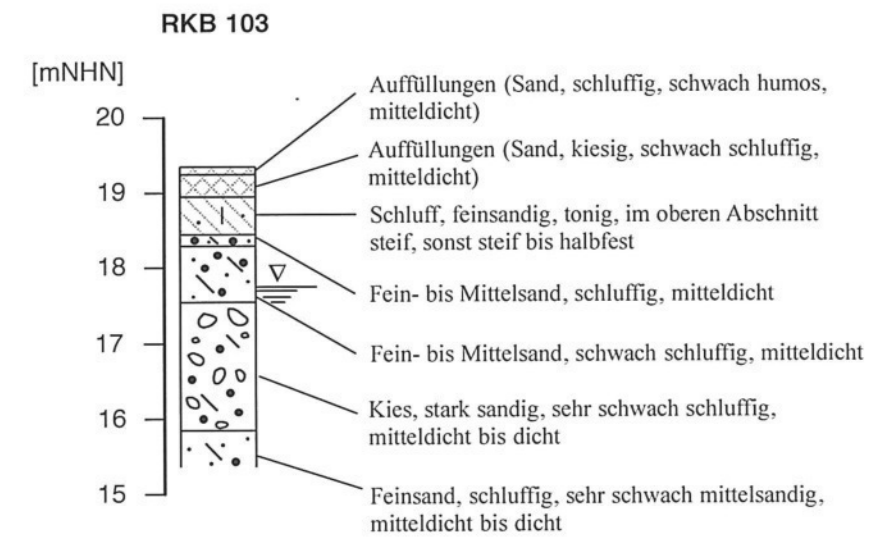 RKB 103
[mNHN]
20
Auffüllungen (Sand, schluffig, schwach humos,
mitteldicht)
Auffüllungen (Sand, kiesig, schwach schluffig,
mitteldicht)
19
Schluff, feinsandig, tonig, im oberen Abschnitt
steif, sonst steif bis halbfest
18
Fein- bis Mittelsand, schluffig, mitteldicht
17
Fein- bis Mittelsand, schwach schluffig, mitteldicht
16
Kies, stark sandig, sehr schwach schluffig,
mitteldicht bis dicht
15
Feinsand, schluffig, sehr schwach mittelsandig,
mitteldicht bis dicht